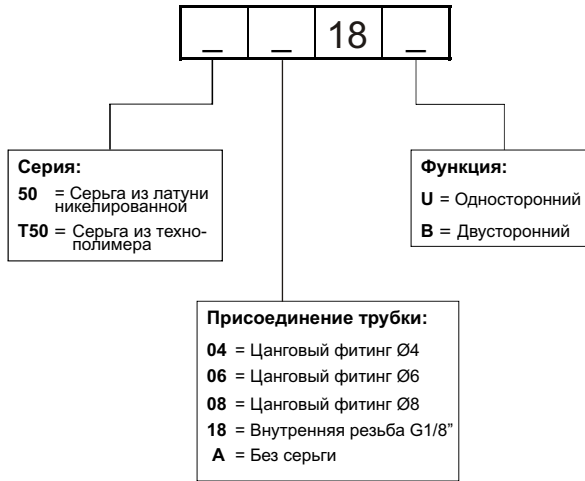 _ _ 18 _
Серия:
50 = Серьга из латуни
никелированной
T50 = Серьга из техно-
полимера
Функция:
U = Односторонний
B = Двусторонний
Присоединение трубки:
04 = Цанговый фитинг Ø4
06 = Цанговый фитинг Ø6
08 = Цанговый фитинг Ø8
18 = Внутренняя резьба G1/8”
A = Без серьги